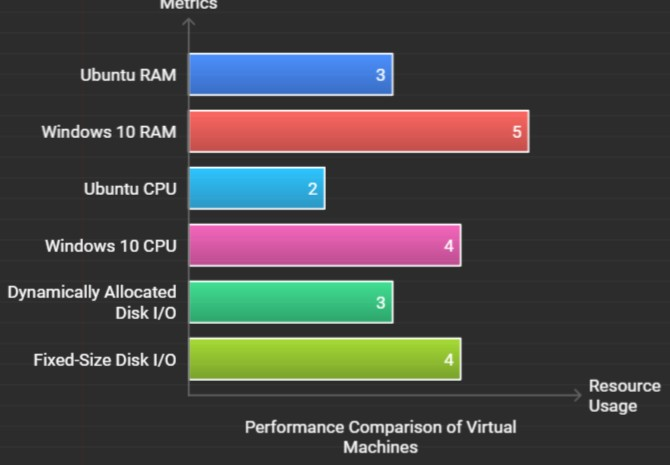 Metrics
Ubuntu RAM
3
Windows 10 RAM
5
Ubuntu CPU
2
Windows 10 CPU
4
Dynamically Allocated
Disk I/O
3
Fixed-Size Disk I/O
4
Resource
Usage
Performance Comparison of Virtual
Machines